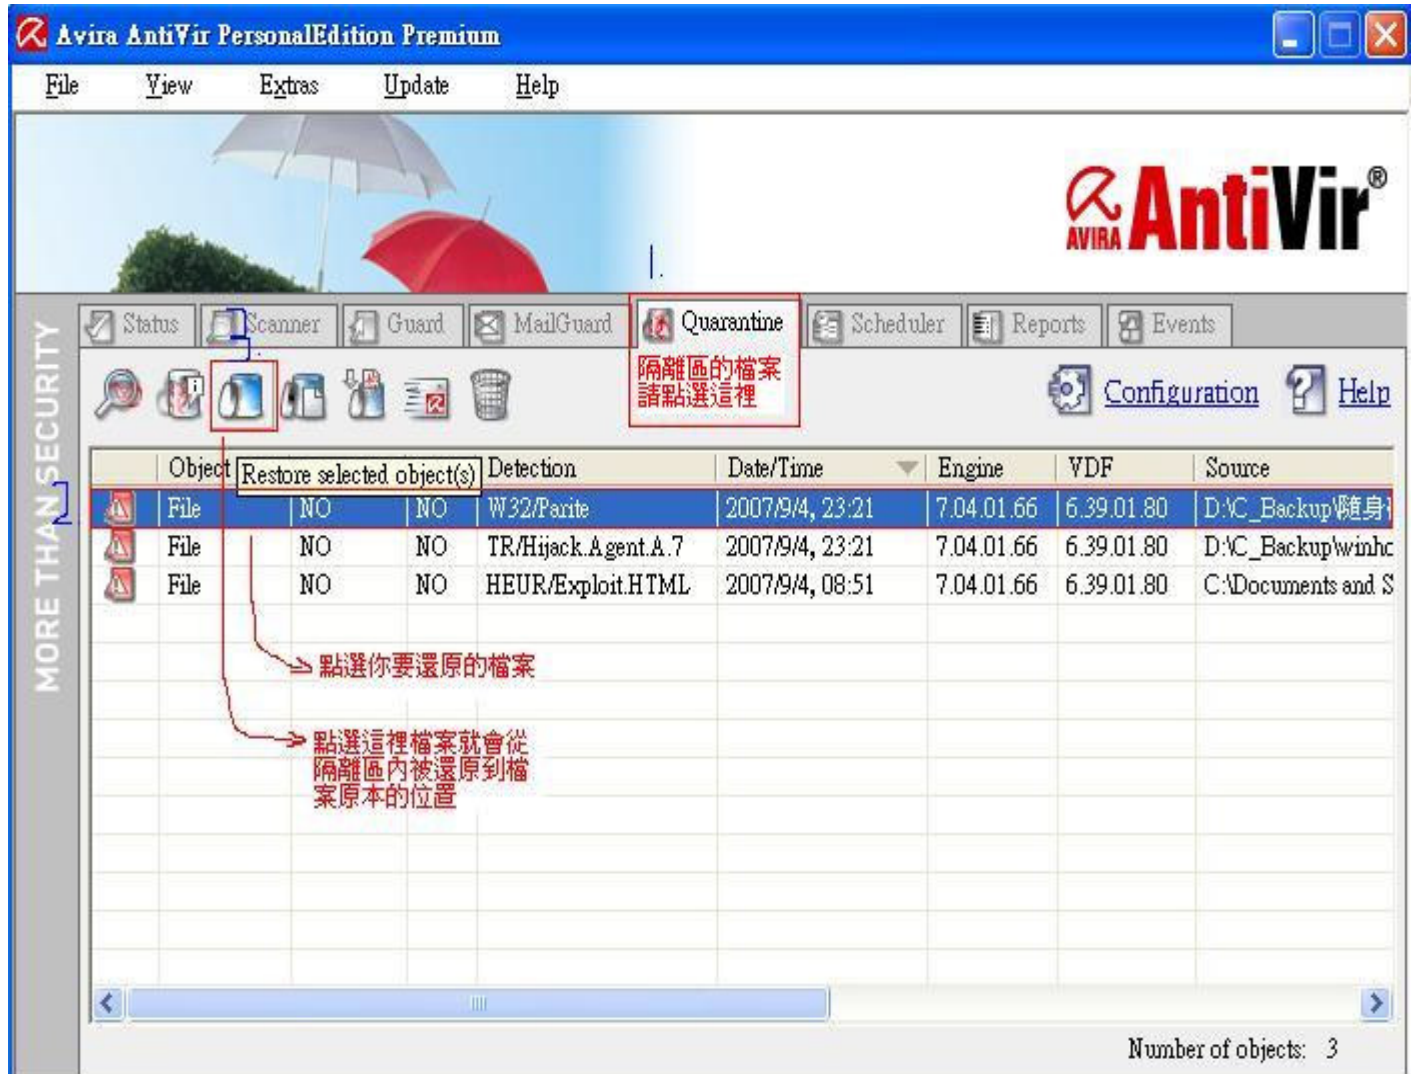 Avira AntiVir PersonalEdition Premium
File View Extras Update Help
AVIRA AntiVir®
1.
MORE THAN SECURITY
Status Scanner Guard MailGuard Quarantine Scheduler Reports Events
隔離區的檔案
請點選這裡
Configuration Help
Object Restore selected object(s) Detection Date/Time Engine VDF Source
File NO NO W32/Parite 2007/9/4, 23:21 7.04.01.66 6.39.01.80 D:\C_Backup\隨身
2
File NO NO TR/Hijack.Agent.A.7 2007/9/4, 23:21 7.04.01.66 6.39.01.80 D:\C_Backup\winhc
File NO NO HEUR/Exploit.HTML 2007/9/4, 08:51 7.04.01.66 6.39.01.80 C:\Documents and S
點選你要還原的檔案
點選這裡檔案就會從
隔離區內被還原到檔
案原本的位置
Number of objects: 3